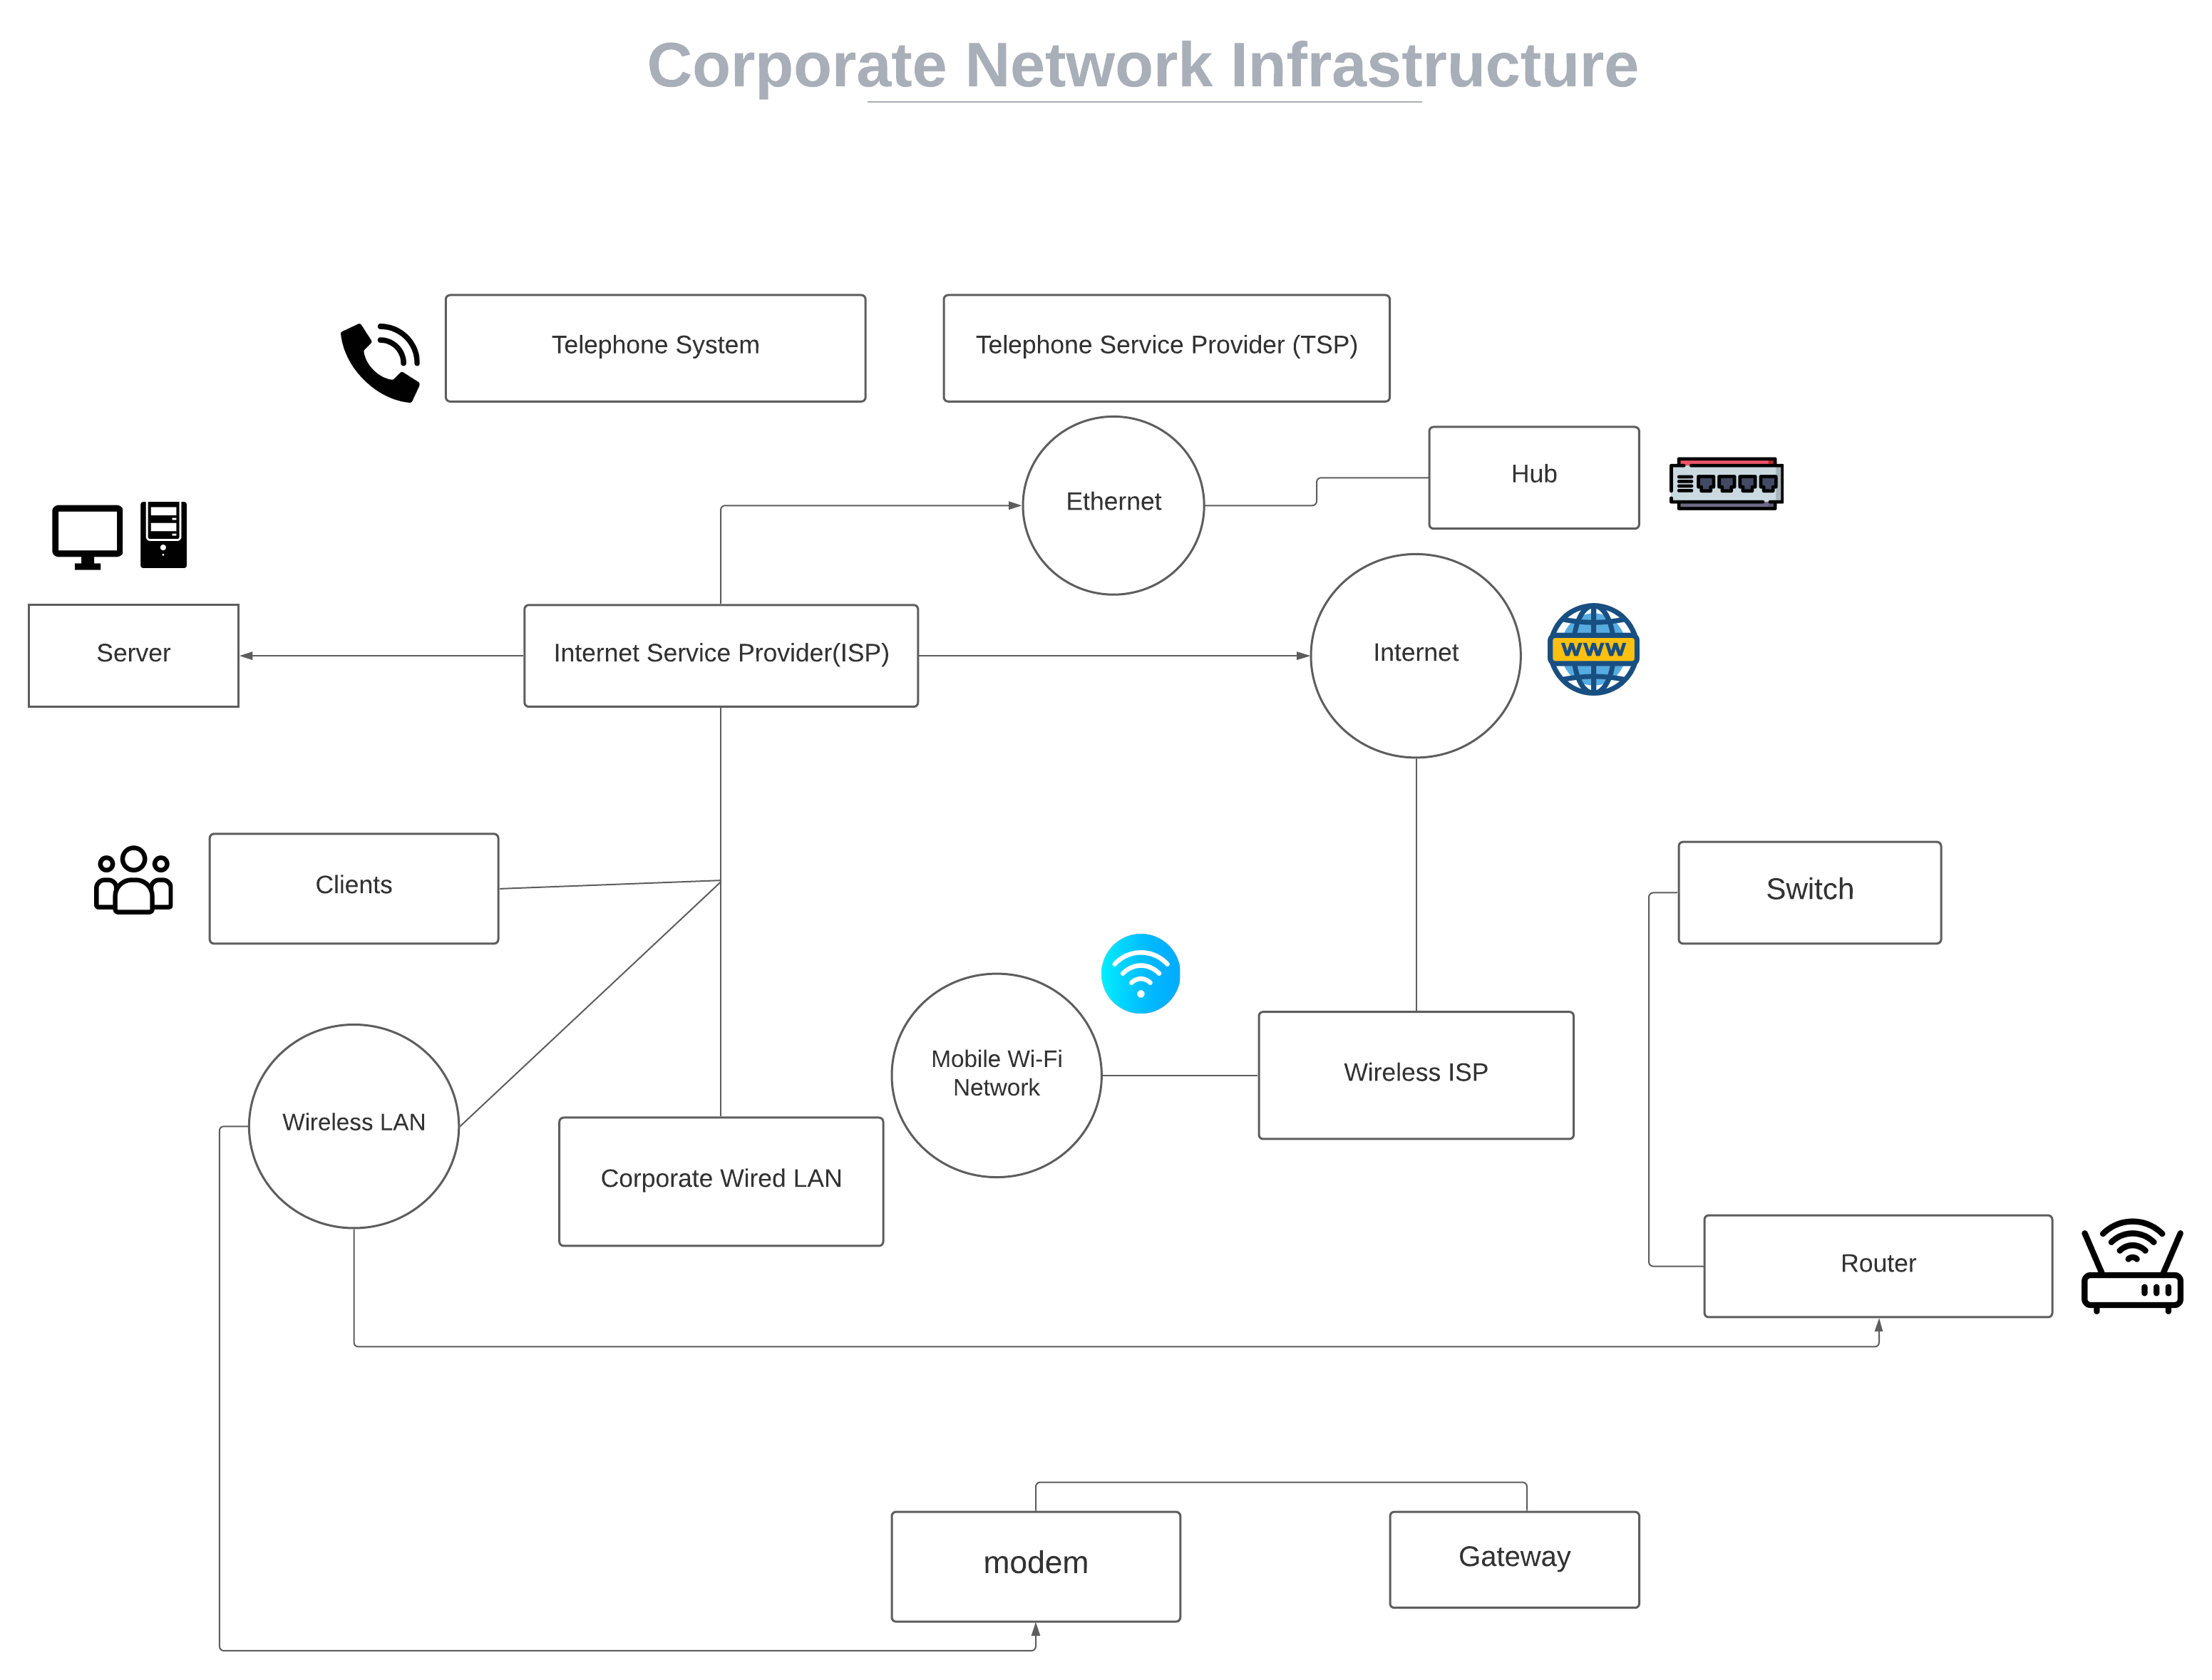 Corporate Network Infrastructure
Telephone System
Telephone Service Provider (TSP)
Ethernet
Hub
Server
Internet Service Provider(ISP)
Internet
www
Clients
Switch
Mobile Wi-Fi
Network
Wireless ISP
Wireless LAN
Corporate Wired LAN
Router
modem
Gateway